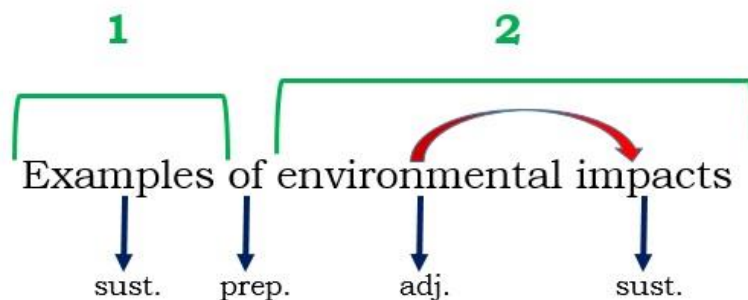 1 2
Examples of environmental impacts
sust. prep. adj. sust.